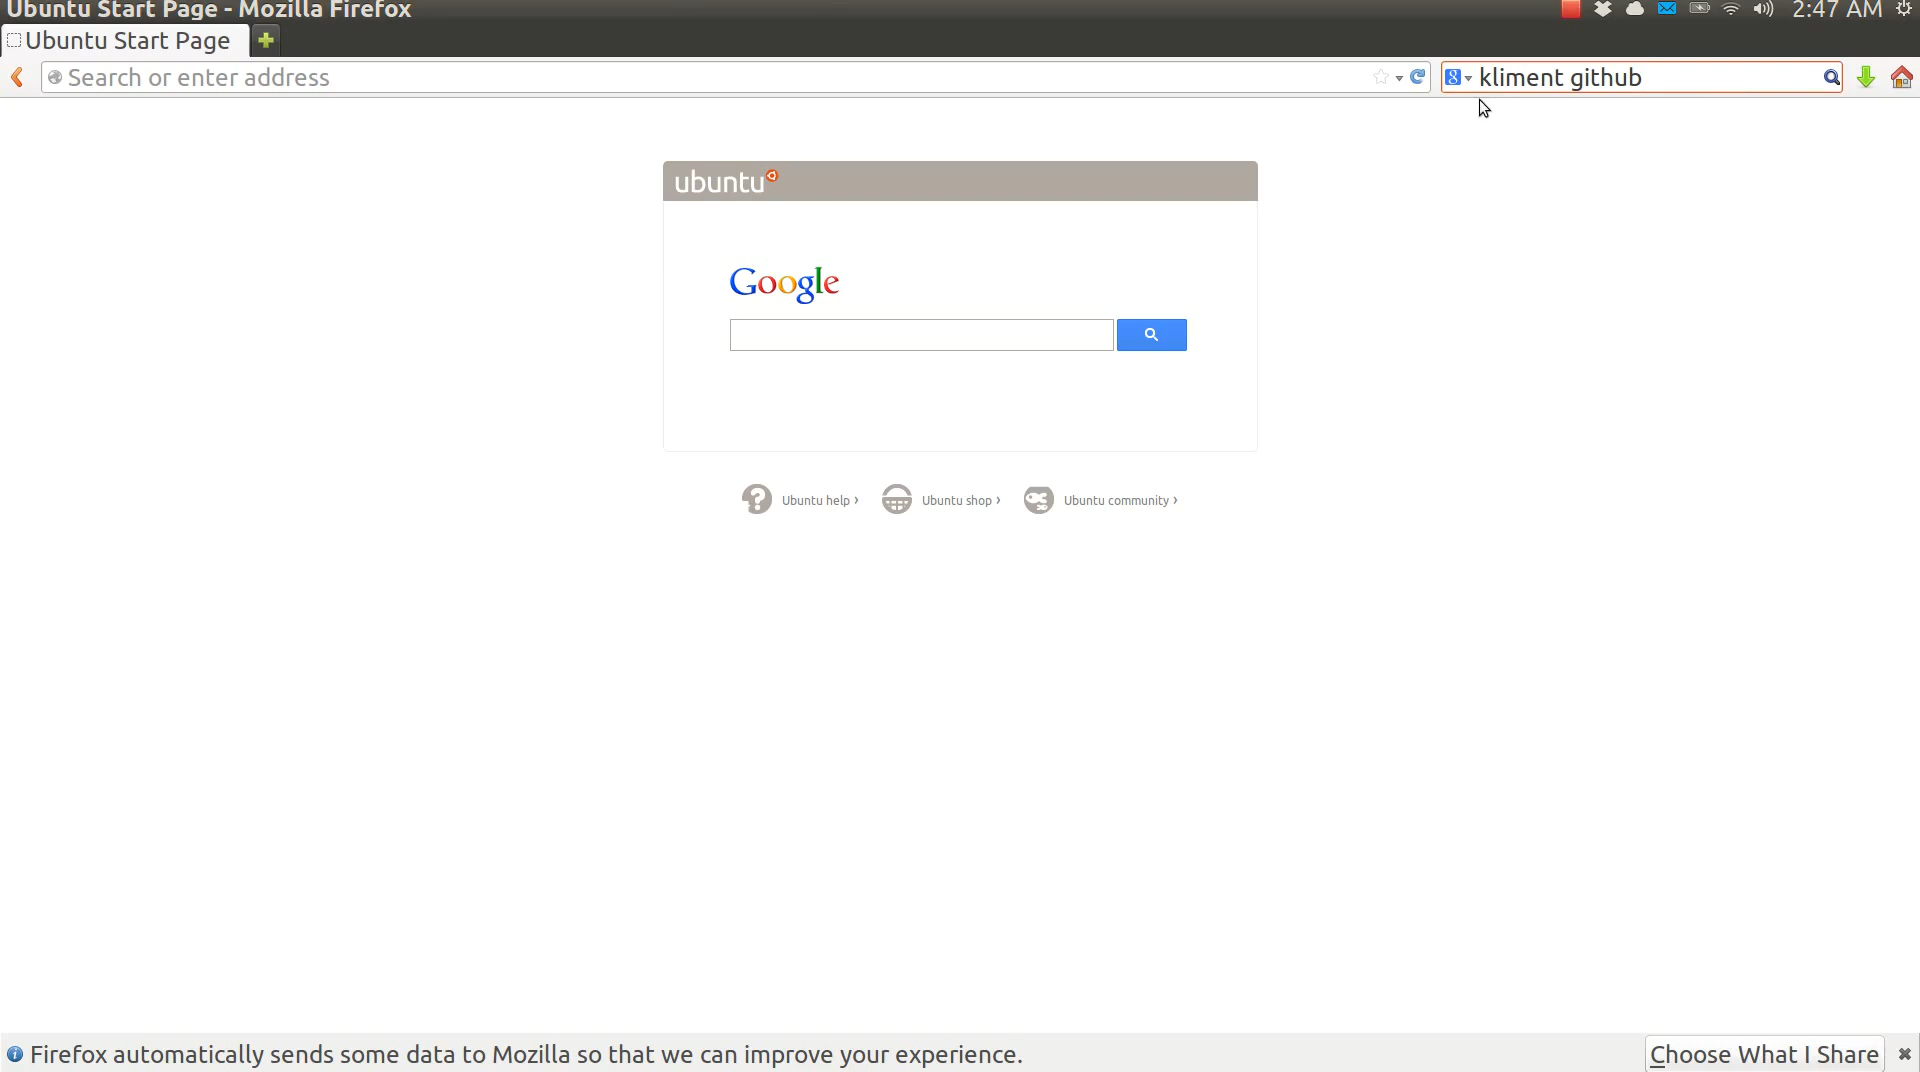 Ubuntu Start Page - Mozilla Firefox
2:47 AM
Ubuntu Start Page
Search or enter address
8
kliment github
ubuntu
Google
Ubuntu help ›
Ubuntu shop ›
Ubuntu community ›
Firefox automatically sends some data to Mozilla so that we can improve your experience.
Choose What I Share